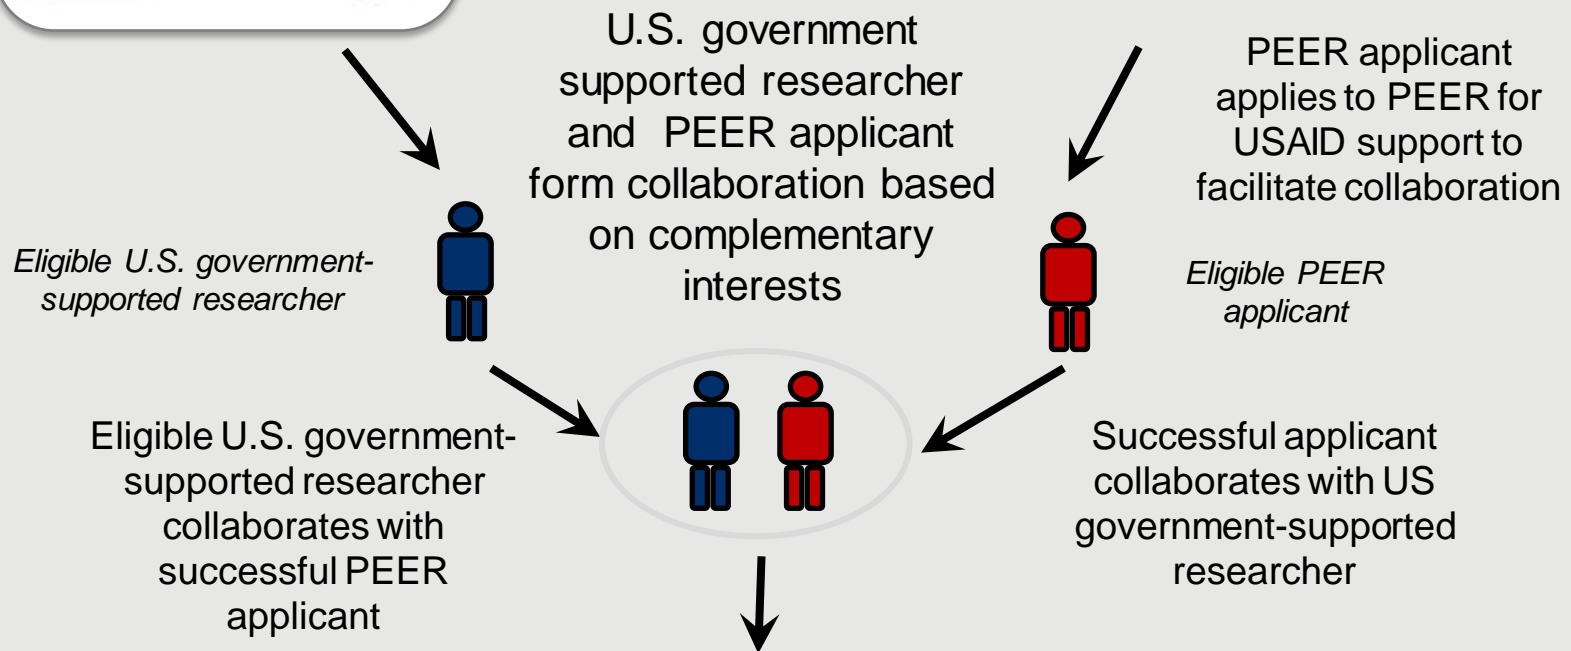 U.S. government
supported researcher
and PEER applicant
form collaboration based
on complementary
interests
PEER applicant
applies to PEER for
USAID support to
facilitate collaboration
Eligible U.S. government-
supported researcher
Eligible PEER
applicant
Eligible U.S. government-
supported researcher
collaborates with
successful PEER
applicant
Successful applicant
collaborates with US
government-supported
researcher